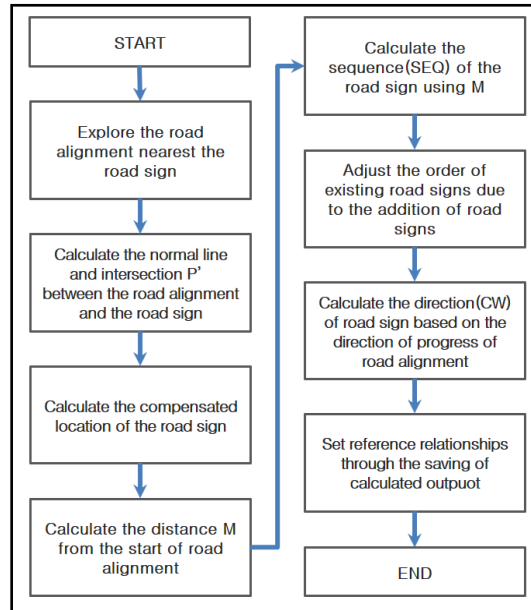 START
Explore the road
alignment nearest the
road sign
Calculate the normal line
and intersection P'
between the road alignment
and the road sign
Calculate the compensated
location of the road sign
Calculate the distance M
from the start of road
alignment
Calculate the
sequence(SEQ) of the
road sign using M
Adjust the order of
existing road signs due
to the addition of road
signs
Calculate the direction(CW)
of road sign based on the
direction of progress of
road alignment
Set reference relationships
through the saving of
calculated outpuot
END